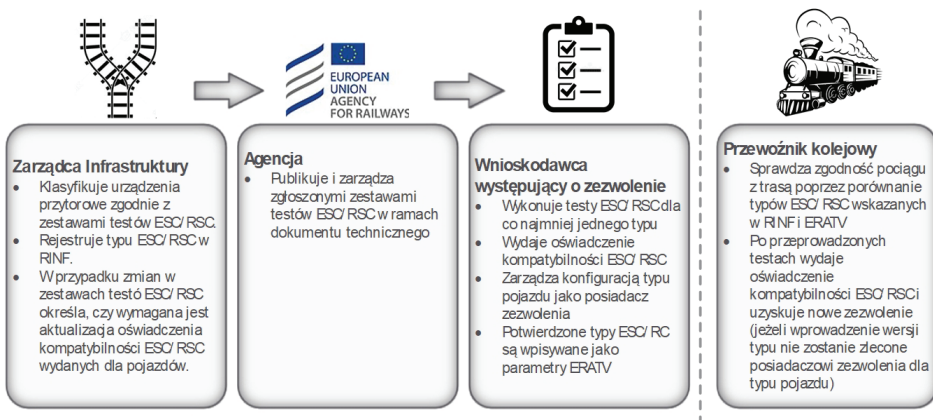 EUROPEAN
UNION
AGENCY
FOR RAILWAYS
Zarządca Infrastruktury
• Klasyfikuje urządzenia
przytorowe zgodnie z
zestawami testów ESC/RSC.
• Rejestruje typu ESC/RSC w
RINF.
• W przypadku zmian w
zestawach testó ESC/RSC
określa, czy wymagana jest
aktualizacja oświadczenia
kompatybilności ESC/RSC
wydanych dla pojazdów.
Agencja
• Publikuje i zarządza
zgłoszonymi zestawami
testów ESC/RSC w ramach
dokumentu technicznego
Wnioskodawca
występujący o zezwolenie
• Wykonuje testy ESC/RSC dla
co najmniej jednego typu
• Wydaje oświadczenie
kompatybilności ESC/RSC
• Zarządza konfiguracją typu
pojazdu jako posiadacz
zezwolenia
• Potwierdzone typy ESC/RC
są wpisywane jako
parametry ERATV
Przewoźnik kolejowy
• Sprawdza zgodność pociągu
z trasą poprzez porównanie
typów ESC/RSC wskazanych
w RINF i ERATV
• Po przeprowadzonych
testach wydaje
oświadczenie
kompatybilności ESC/RSC i
uzyskuje nowe zezwolenie
(jeżeli wprowadzenie wersji
typu nie zostanie zlecone
posiadaczowi zezwolenia dla
typu pojazdu)